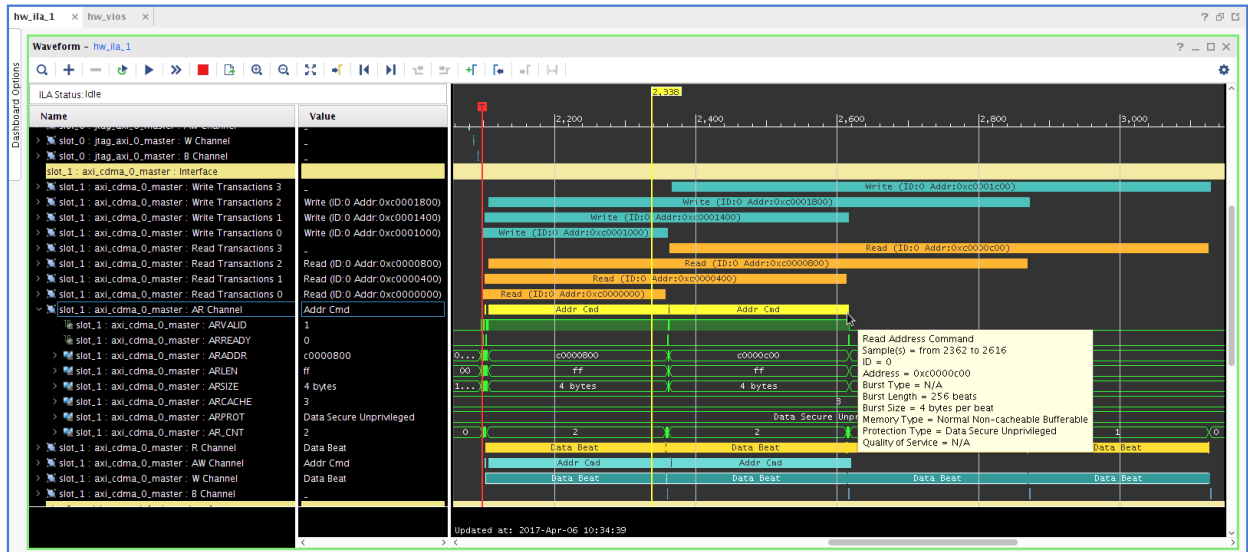 hw_ila_1 × hw_vios ×
Dashboard Options
Waveform - hw_ila_1
ILA Status: Idle
Name Value
2,338
2,200 2,400 2,600 2,800 3,000
T
slot_0 : jtag_axi_0_master : AW Channel
slot_0 : jtag_axi_0_master : W Channel -
slot_0 : jtag_axi_0_master : B Channel -
slot_1 : axi_cdma_0_master : Interface
slot_1 : axi_cdma_0_master : Write Transactions 3 - Write (ID:0 Addr:0xc0001c00)
slot_1 : axi_cdma_0_master : Write Transactions 2 Write (ID:0 Addr:0xc0001800) Write (ID:0 Addr:0xc0001800)
slot_1 : axi_cdma_0_master : Write Transactions 1 Write (ID:0 Addr:0xc0001400) Write (ID:0 Addr:0xc0001400)
slot_1 : axi_cdma_0_master : Write Transactions 0 Write (ID:0 Addr:0xc0001000) Write (ID:0 Addr:0xc0001000)
slot_1 : axi_cdma_0_master : Read Transactions 3 - Read (ID:0 Addr:0xc0000c00)
slot_1 : axi_cdma_0_master : Read Transactions 2 Read (ID:0 Addr:0xc0000800) Read (ID:0 Addr:0xc0000800)
slot_1 : axi_cdma_0_master : Read Transactions 1 Read (ID:0 Addr:0xc0000400) Read (ID:0 Addr:0xc0000400)
slot_1 : axi_cdma_0_master : Read Transactions 0 Read (ID:0 Addr:0xc0000000) Read (ID:0 Addr:0xc0000000)
slot_1 : axi_cdma_0_master : AR Channel Addr Cmd Addr Cmd Addr Cmd
slot_1 : axi_cdma_0_master : ARVALID 1
slot_1 : axi_cdma_0_master : ARREADY 0
slot_1 : axi_cdma_0_master : ARADDR c0000800 0... c0000800 c0000c00
slot_1 : axi_cdma_0_master : ARLEN ff 00 ff ff
slot_1 : axi_cdma_0_master : ARSIZE 4 bytes 1... 4 bytes 4 bytes
slot_1 : axi_cdma_0_master : ARCACHE 3 3
slot_1 : axi_cdma_0_master : ARPROT Data Secure Unprivileged Data Secure Unpr
slot_1 : axi_cdma_0_master : AR_CNT 2 0 2 2 1 0
slot_1 : axi_cdma_0_master : R Channel Data Beat Data Beat Data Beat Data Beat
slot_1 : axi_cdma_0_master : AW Channel Addr Cmd Addr Cmd Addr Cmd
slot_1 : axi_cdma_0_master : W Channel Data Beat Data Beat Data Beat Data Beat Data Beat
slot_1 : axi_cdma_0_master : B Channel -
Read Address Command
Sample(s) = from 2362 to 2616
ID = 0
Address = 0xc0000c00
Burst Type = N/A
Burst Length = 256 beats
Burst Size = 4 bytes per beat
Memory Type = Normal Non-cacheable Bufferable
Protection Type = Data Secure Unprivileged
Quality of Service = N/A
Updated at: 2017-Apr-06 10:34:39